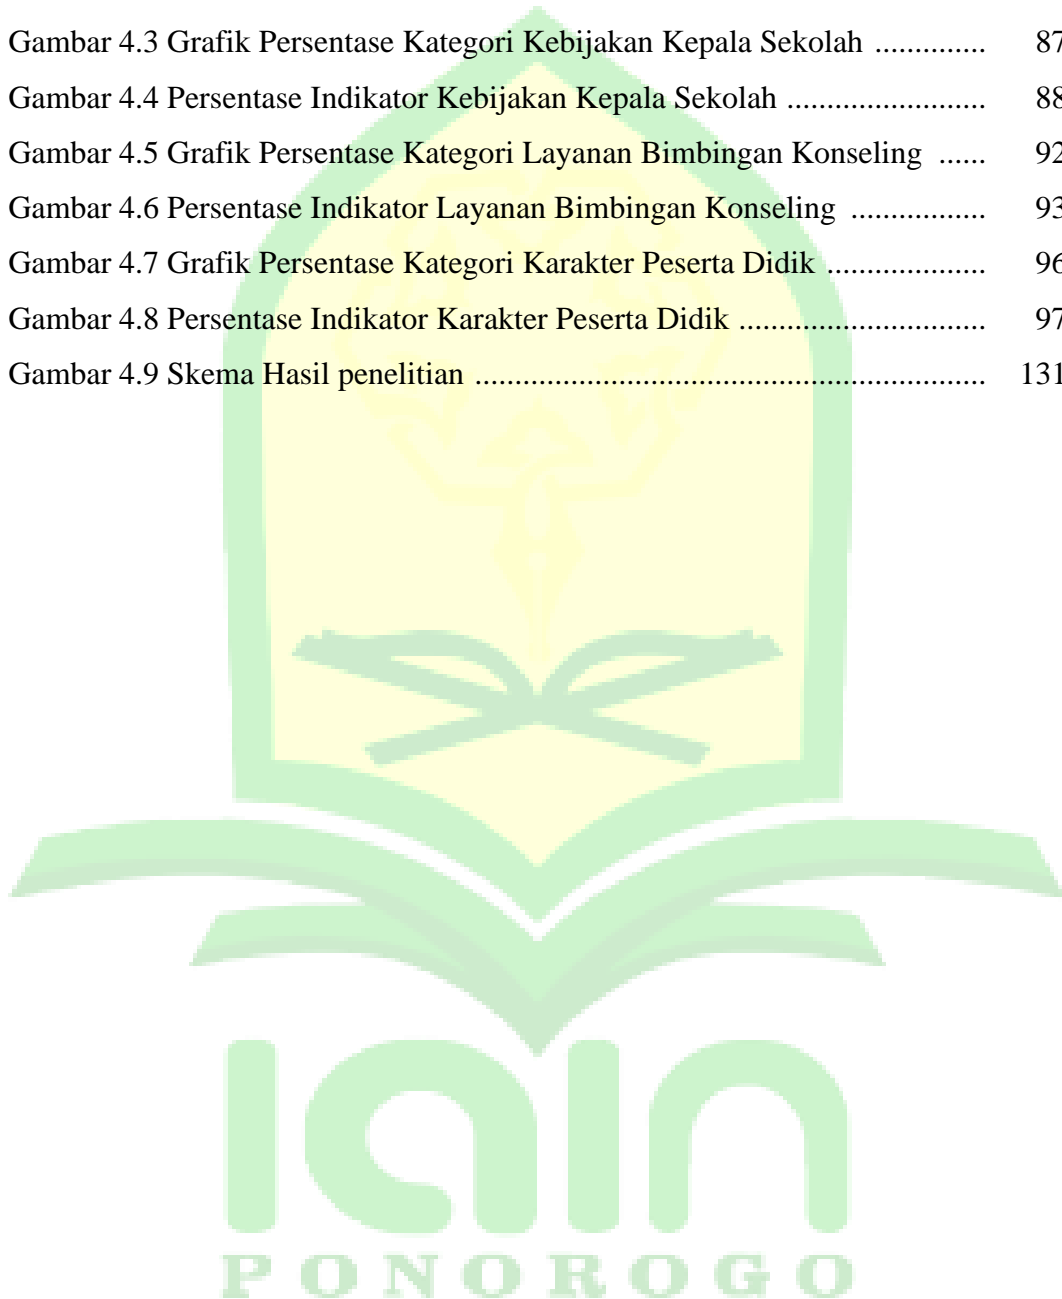 Gambar 4.3 Grafik Persentase Kategori Kebijakan Kepala Sekolah .............. 87
Gambar 4.4 Persentase Indikator Kebijakan Kepala Sekolah ......................... 88
Gambar 4.5 Grafik Persentase Kategori Layanan Bimbingan Konseling ...... 92
Gambar 4.6 Persentase Indikator Layanan Bimbingan Konseling ................. 93
Gambar 4.7 Grafik Persentase Kategori Karakter Peserta Didik .................... 96
Gambar 4.8 Persentase Indikator Karakter Peserta Didik ............................... 97
Gambar 4.9 Skema Hasil penelitian ................................................................ 131
iain
PONOROGO